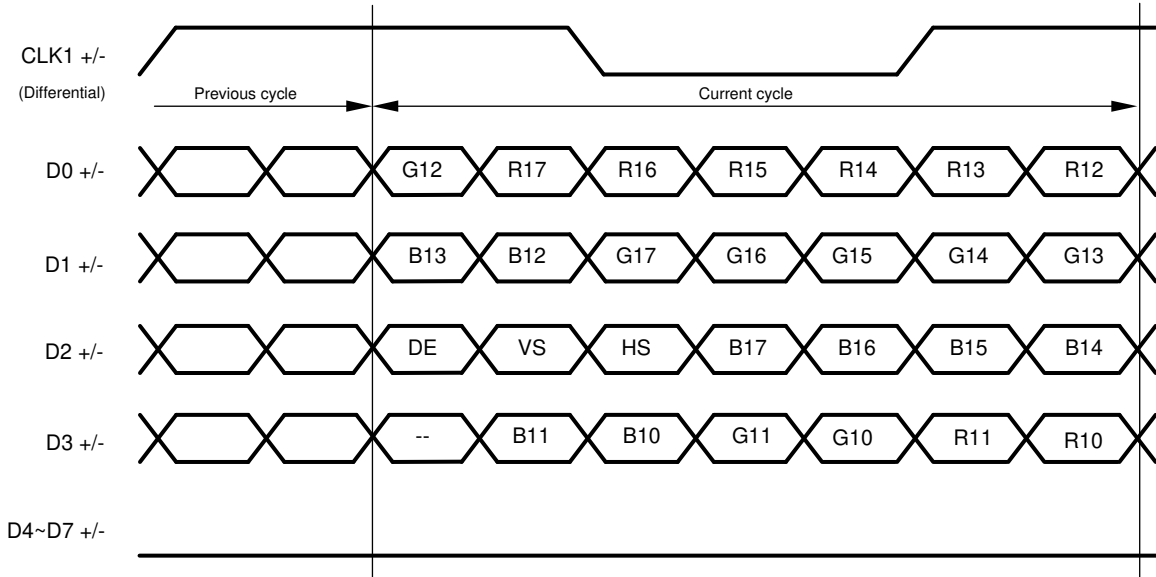 CLK1 +/-
(Differential)
Previous cycle
Current cycle
D0 +/-
G12 R17 R16 R15 R14 R13 R12
D1 +/-
B13 B12 G17 G16 G15 G14 G13
D2 +/-
DE VS HS B17 B16 B15 B14
D3 +/-
-- B11 B10 G11 G10 R11 R10
D4~D7 +/-